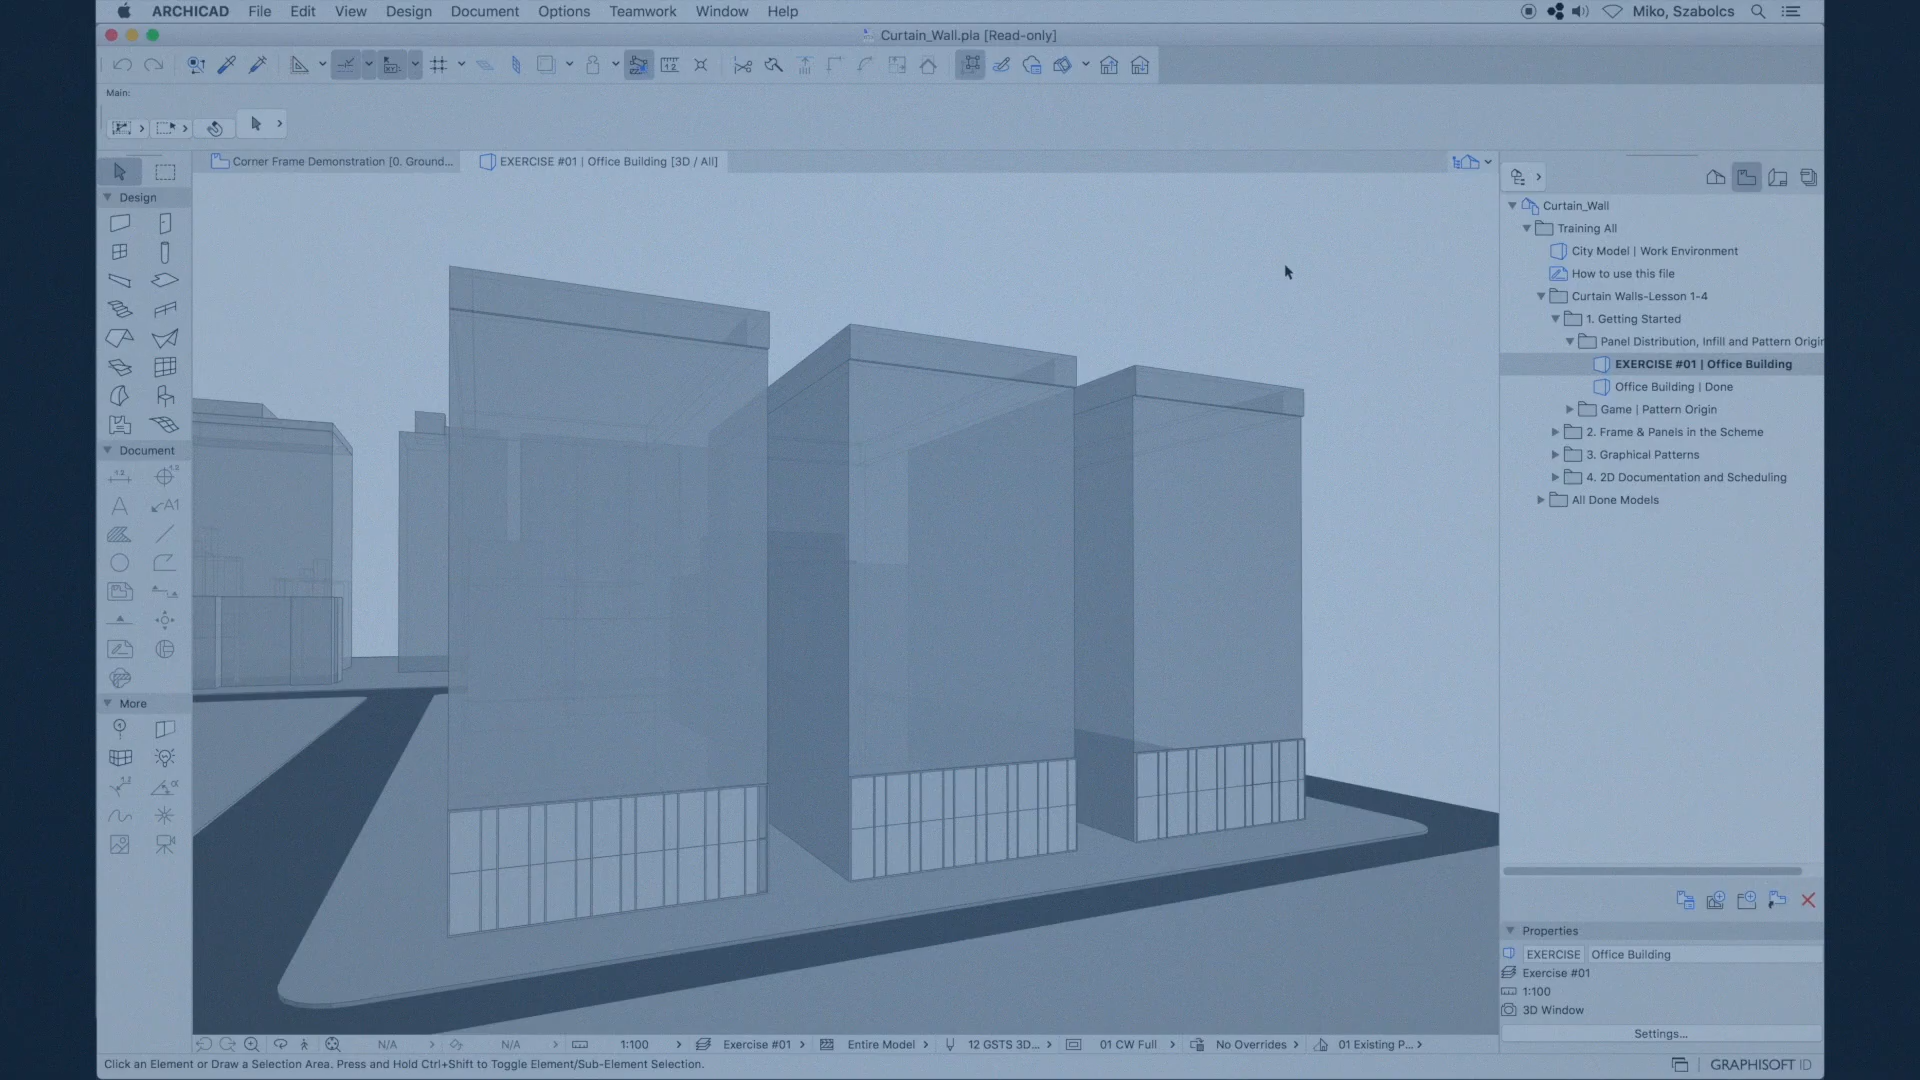 ARCHICAD File Edit View Design Document Options Teamwork Window Help Miko, Szabolcs
Curtain_Wall.pla [Read-only]
Main:
Corner Frame Demonstration [0. Ground... EXERCISE #01 | Office Building [3D / All]
Design
Document
More
Curtain_Wall
Training All
City Model | Work Environment
How to use this file
Curtain Walls-Lesson 1-4
1. Getting Started
Panel Distribution, Infill and Pattern Origin
EXERCISE #01 | Office Building
Office Building | Done
Game | Pattern Origin
2. Frame & Panels in the Scheme
3. Graphical Patterns
4. 2D Documentation and Scheduling
All Done Models
Properties
EXERCISE Office Building
Exercise #01
1:100
3D Window
Settings...
N/A N/A 1:100 Exercise #01 Entire Model 12 GSTS 3D... 01 CW Full No Overrides 01 Existing P...
Click an Element or Draw a Selection Area. Press and Hold Ctrl+Shift to Toggle Element/Sub-Element Selection.
GRAPHISOFT ID